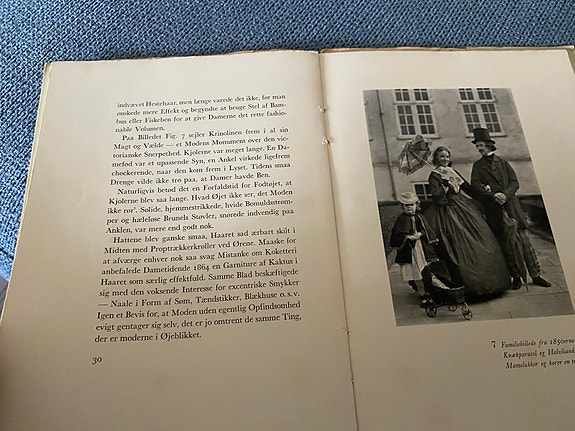 indvævet Hestehaar, men længe varede det ikke, før man
ønskede mere Effekt og begyndte at bruge Stel af Bam-
bus eller Fiskeben for at give Damerne det rette fashio-
nable Volumen.
Paa Billedet Fig. 7 sejler Krinolinen frem i al sin
Magt og Vælde — et Modens Monument over den vic-
torianske Snerpethed. Kjolerne var meget lange. En Da-
mefod var et upassende Syn, en Ankel virkede ligefrem
chockerende, naar den kom frem i Lyset. Tidens smaa
Drenge vilde ikke tro paa, at Damer havde Ben.
Naturligvis betød det en Forfaldstid for Fodtøjet, at
Kjolerne blev saa lange. Hvad Øjet ikke ser, det Moden
ikke rør'. Solide, hjemmestrikkede, hvide Bomuldsstrøm-
per og hæleløse Brunels Støvler, snørede indvendig paa
Anklen, var mere end godt nok.
Hattene blev ganske smaa, Haaret sad ærbart skilt i
Midten med Proptrækkerkrøller ved Ørene. Maaske for
at afværge enhver nok saa svag Mistanke om Koketteri
anbefalede Dametidende 1864 en Garniture af Kaktus i
Haaret som særlig effektfuld. Samme Blad beskæftigede
sig med den voksende Interesse for excentriske Smykker
— Naale i Form af Søm, Tændstikker, Blækhuse o. s. v.
Igen et Bevis for, at Moden uden egentlig Opfindsomhed
evigt gentager sig selv, det er jo omtrent de samme Ting,
der er moderne i Øjeblikket.
30
7 Familiebillede fra 1850erne
Knækparasol og Halvhand
Mamelukker og kører en